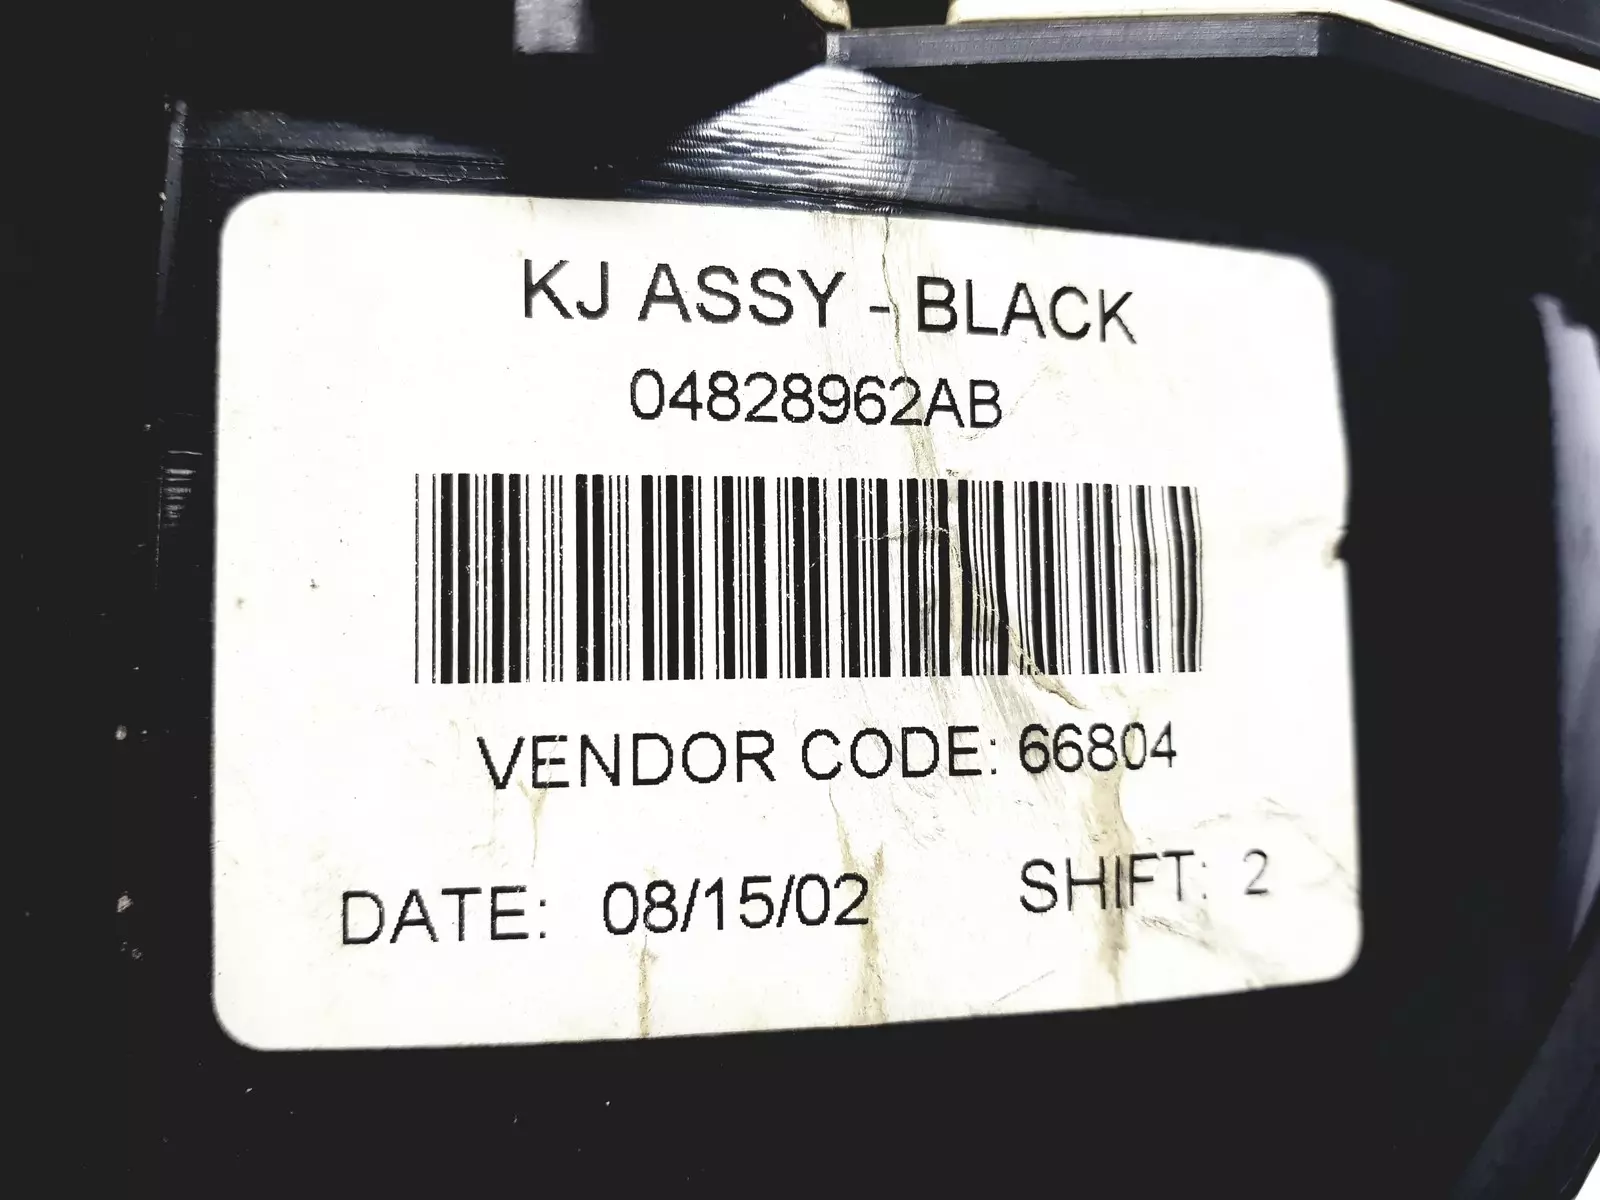 KJ ASSY - BLACK
04828962AB
VENDOR CODE: 66804
DATE: 08/15/02 SHIFT: 2